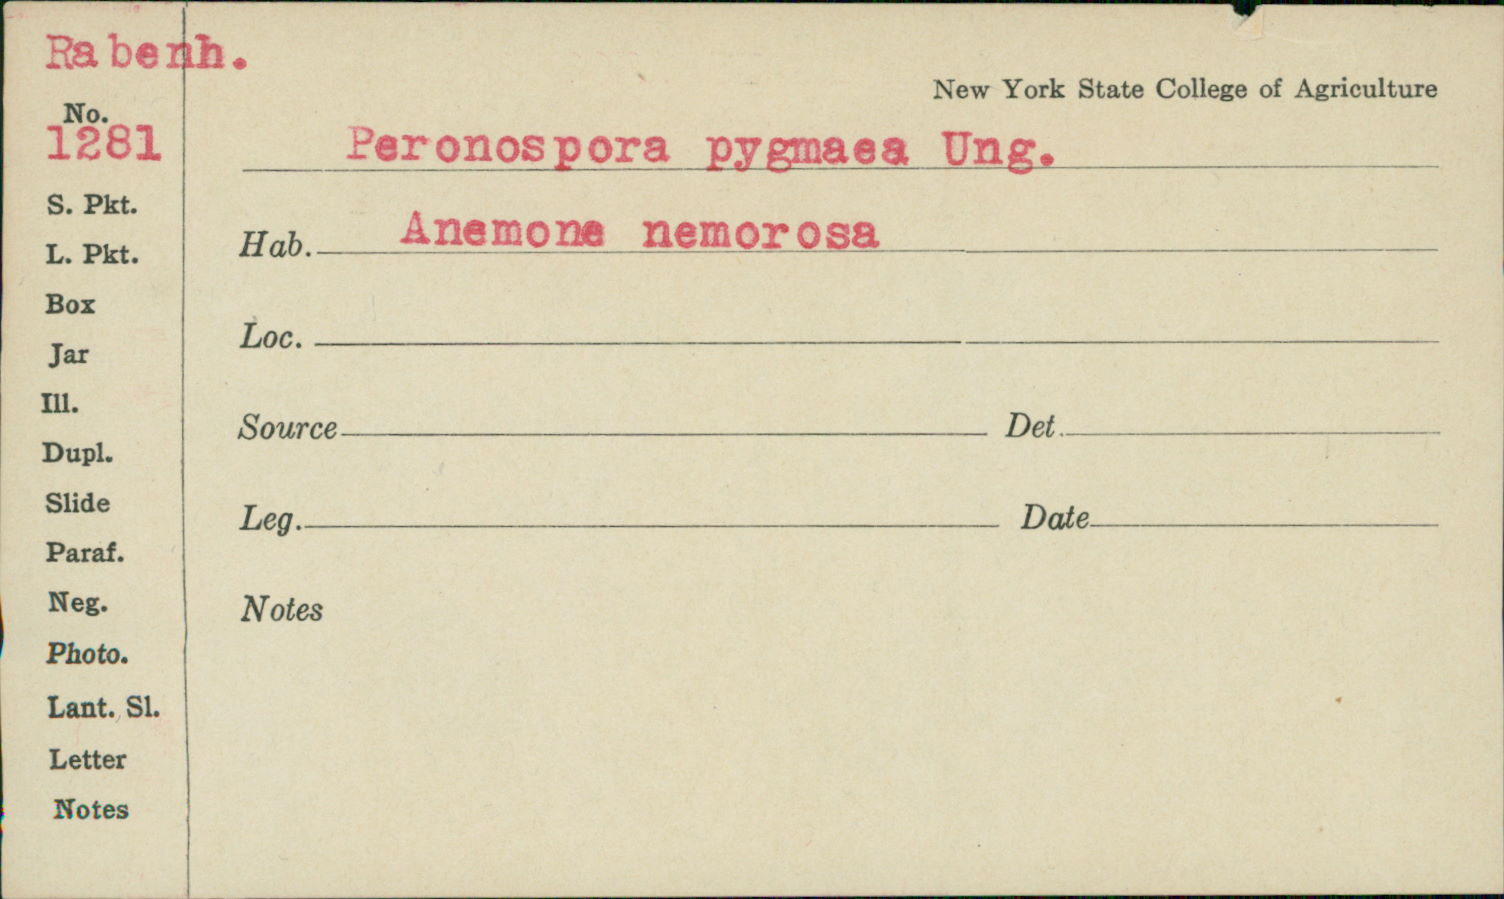 Rabenh.
New York State College of Agriculture
No.
1281
Peronospora pygmaea Ung.
S. Pkt.
Hab. Anemone nemorosa
L. Pkt.
Box
Loc.
Jar
Ill.
Source Det.
Dupl.
Slide
Leg. Date
Paraf.
Neg.
Notes
Photo.
Lant. Sl.
Letter
Notes